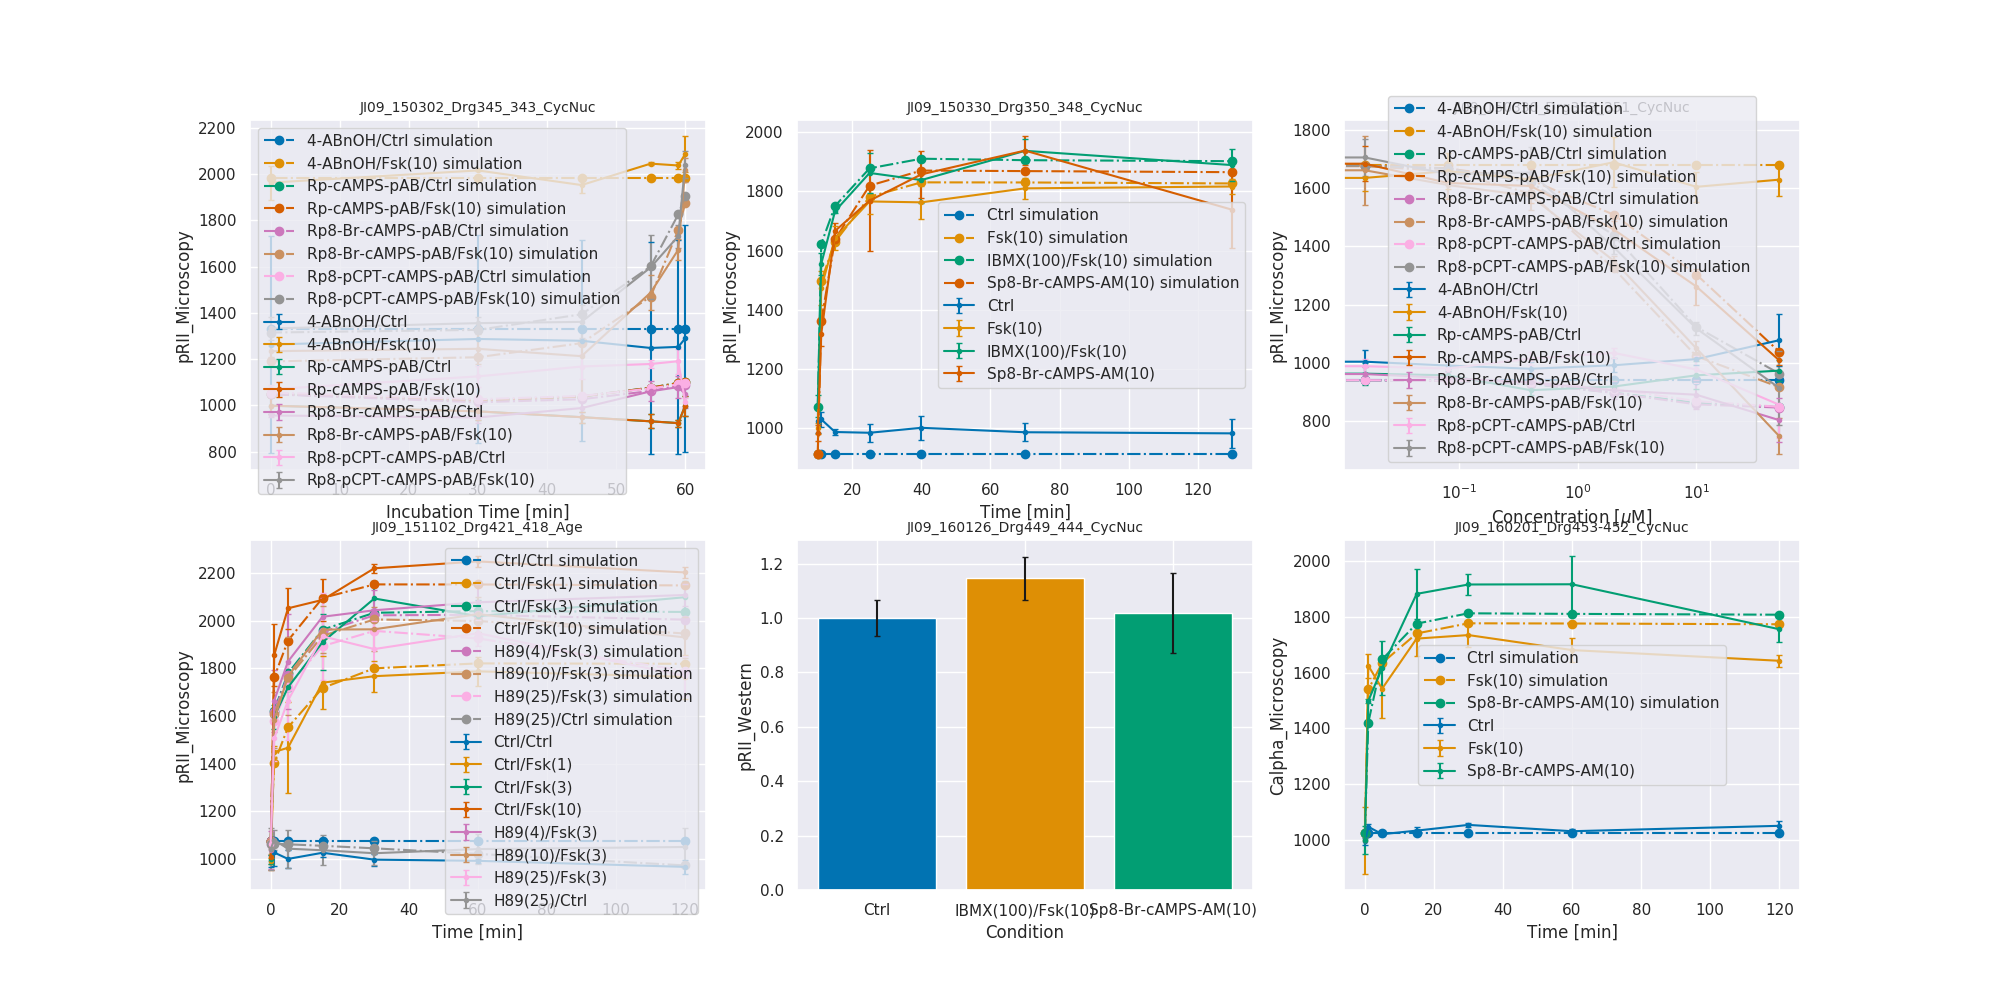 JI09_150302_Drg345_343_CycNuc
pRII_Microscopy
2200
2000
1800
1600
1400
1200
1000
800
4-ABnOH/Ctrl simulation
4-ABnOH/Fsk(10) simulation
Rp-cAMPS-pAB/Ctrl simulation
Rp-cAMPS-pAB/Fsk(10) simulation
Rp8-Br-cAMPS-pAB/Ctrl simulation
Rp8-Br-cAMPS-pAB/Fsk(10) simulation
Rp8-pCPT-cAMPS-pAB/Ctrl simulation
Rp8-pCPT-cAMPS-pAB/Fsk(10) simulation
4-ABnOH/Ctrl
4-ABnOH/Fsk(10)
Rp-cAMPS-pAB/Ctrl
Rp-cAMPS-pAB/Fsk(10)
Rp8-Br-cAMPS-pAB/Ctrl
Rp8-Br-cAMPS-pAB/Fsk(10)
Rp8-pCPT-cAMPS-pAB/Ctrl
Rp8-pCPT-cAMPS-pAB/Fsk(10)
0 10 20 30 40 50 60
Incubation Time [min]
JI09_150330_Drg350_348_CycNuc
pRII_Microscopy
2000
1800
1600
1400
1200
1000
Ctrl simulation
Fsk(10) simulation
IBMX(100)/Fsk(10) simulation
Sp8-Br-cAMPS-AM(10) simulation
Ctrl
Fsk(10)
IBMX(100)/Fsk(10)
Sp8-Br-cAMPS-AM(10)
20 40 60 80 100 120
Time [min]
CycNuc
pRII_Microscopy
1800
1600
1400
1200
1000
800
4-ABnOH/Ctrl simulation
4-ABnOH/Fsk(10) simulation
Rp-cAMPS-pAB/Ctrl simulation
Rp-cAMPS-pAB/Fsk(10) simulation
Rp8-Br-cAMPS-pAB/Ctrl simulation
Rp8-Br-cAMPS-pAB/Fsk(10) simulation
Rp8-pCPT-cAMPS-pAB/Ctrl simulation
Rp8-pCPT-cAMPS-pAB/Fsk(10) simulation
4-ABnOH/Ctrl
4-ABnOH/Fsk(10)
Rp-cAMPS-pAB/Ctrl
Rp-cAMPS-pAB/Fsk(10)
Rp8-Br-cAMPS-pAB/Ctrl
Rp8-Br-cAMPS-pAB/Fsk(10)
Rp8-pCPT-cAMPS-pAB/Ctrl
Rp8-pCPT-cAMPS-pAB/Fsk(10)
10⁻¹ 10⁰ 10¹
Concentration [μM]
JI09_151102_Drg421_418_Age
pRII_Microscopy
2200
2000
1800
1600
1400
1200
1000
Ctrl/Ctrl simulation
Ctrl/Fsk(1) simulation
Ctrl/Fsk(3) simulation
Ctrl/Fsk(10) simulation
H89(4)/Fsk(3) simulation
H89(10)/Fsk(3) simulation
H89(25)/Fsk(3) simulation
H89(25)/Ctrl simulation
Ctrl/Ctrl
Ctrl/Fsk(1)
Ctrl/Fsk(3)
Ctrl/Fsk(10)
H89(4)/Fsk(3)
H89(10)/Fsk(3)
H89(25)/Fsk(3)
H89(25)/Ctrl
0 20 40 60 80 100 120
Time [min]
JI09_160126_Drg449_444_CycNuc
pRII_Western
1.2
1.0
0.8
0.6
0.4
0.2
0.0
Ctrl IBMX(100)/Fsk(10) Sp8-Br-cAMPS-AM(10)
Condition
JI09_160201_Drg453-452_CycNuc
Calpha_Microscopy
2000
1800
1600
1400
1200
1000
Ctrl simulation
Fsk(10) simulation
Sp8-Br-cAMPS-AM(10) simulation
Ctrl
Fsk(10)
Sp8-Br-cAMPS-AM(10)
0 20 40 60 80 100 120
Time [min]